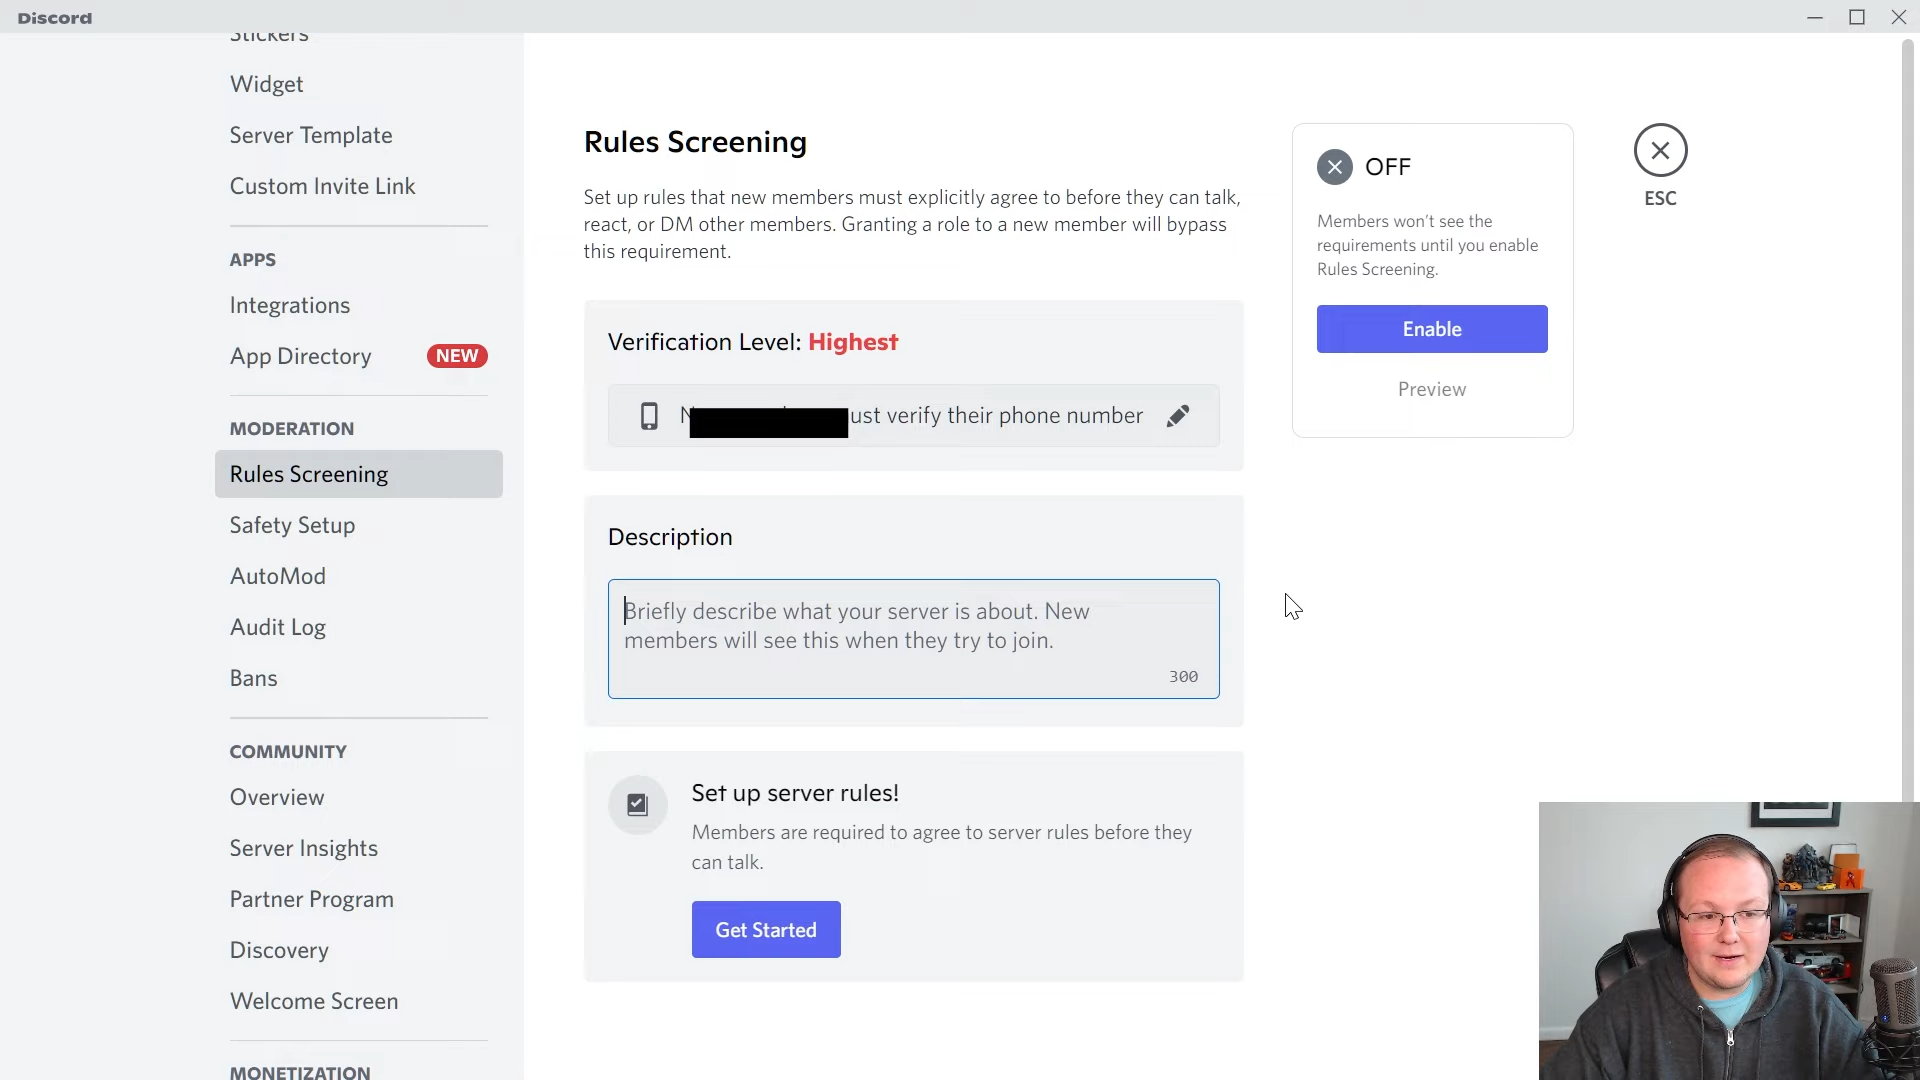 Discord
Stickers
Widget
Server Template
Custom Invite Link
APPS
Integrations
App Directory NEW
MODERATION
Rules Screening
Safety Setup
AutoMod
Audit Log
Bans
COMMUNITY
Overview
Server Insights
Partner Program
Discovery
Welcome Screen
MONETIZATION
Rules Screening
Set up rules that new members must explicitly agree to before they can talk,
react, or DM other members. Granting a role to a new member will bypass
this requirement.
Verification Level: Highest
verify their phone number
Description
Briefly describe what your server is about. New
members will see this when they try to join.
300
Set up server rules!
Members are required to agree to server rules before they
can talk.
Get Started
OFF
Members won't see the
requirements until you enable
Rules Screening.
Enable
Preview
ESC